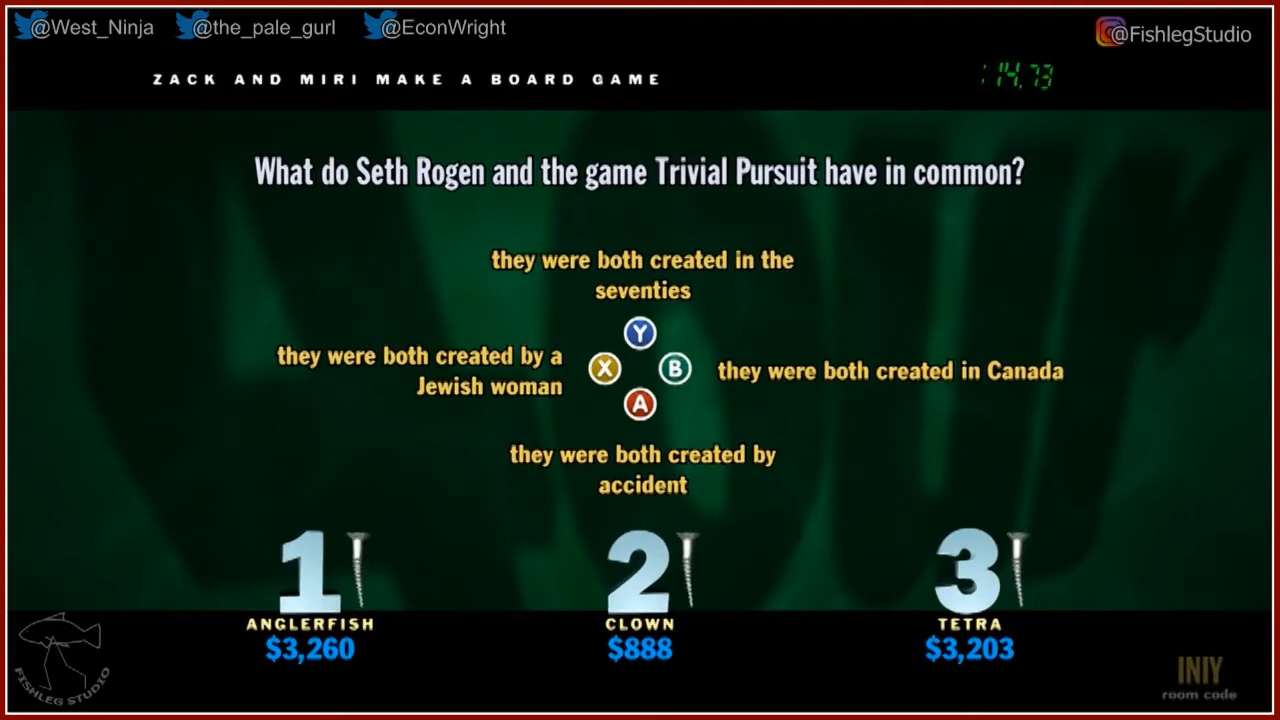 @West_Ninja @the_pale_gurl @EconWright @FishlegStudio
ZACK AND MIRI MAKE A BOARD GAME :14.73
What do Seth Rogen and the game Trivial Pursuit have in common?
they were both created in the
seventies
Y
they were both created by a
Jewish woman
X B
they were both created in Canada
A
they were both created by
accident
1 2 3
ANGLERFISH CLOWN TETRA
$3,260 $888 $3,203
FISHLEG STUDIO
INIY
room code